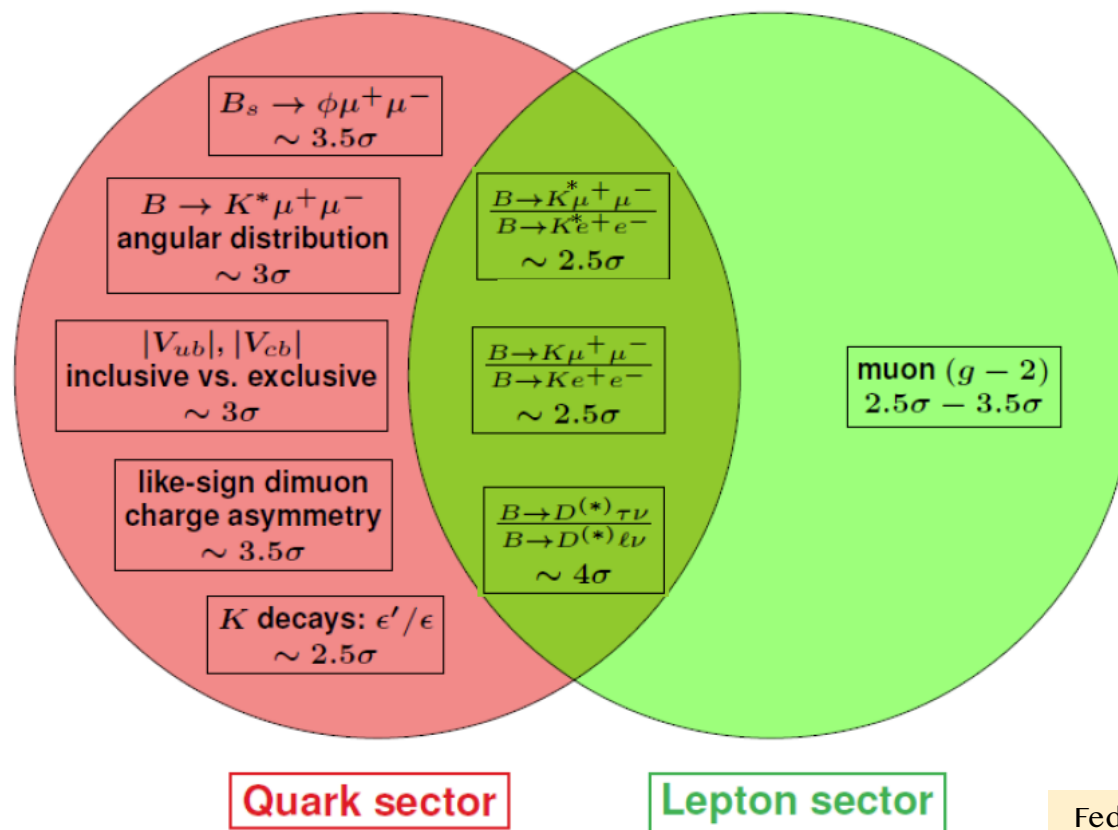 B_s → φμ⁺μ⁻
∼ 3.5σ
B → K*μ⁺μ⁻
angular distribution
∼ 3σ
|V_ub|, |V_cb|
inclusive vs. exclusive
∼ 3σ
like-sign dimuon
charge asymmetry
∼ 3.5σ
K decays: ϵ′/ϵ
∼ 2.5σ
B→K*μ⁺μ⁻
B→K*e⁺e⁻
∼ 2.5σ
B→Kμ⁺μ⁻
B→Ke⁺e⁻
∼ 2.5σ
B→D⁽*⁾τν
B→D⁽*⁾ℓν
∼ 4σ
muon (g − 2)
2.5σ − 3.5σ
Quark sector
Lepton sector
Fed